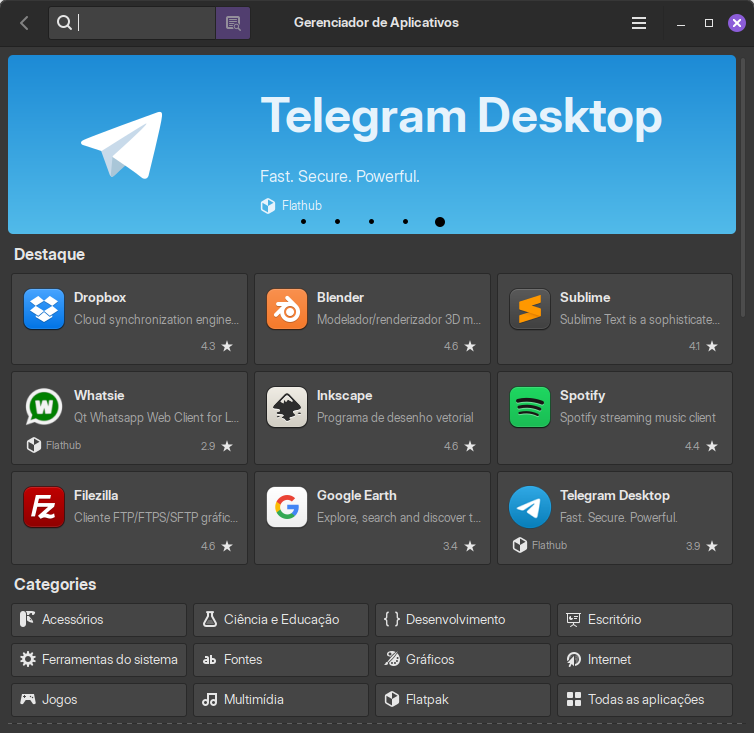 Gerenciador de Aplicativos
Telegram Desktop
Fast. Secure. Powerful.
Flathub
Destaque
Dropbox
Cloud synchronization engine...
4.3 ★
Blender
Modelador/renderizador 3D m...
4.6 ★
Sublime
Sublime Text is a sophisticate...
4.1 ★
Whatsie
Qt Whatsapp Web Client for L...
Flathub 2.9 ★
Inkscape
Programa de desenho vetorial
4.6 ★
Spotify
Spotify streaming music client
4.4 ★
Filezilla
Cliente FTP/FTPS/SFTP gráfic...
4.6 ★
Google Earth
Explore, search and discover t...
3.4 ★
Telegram Desktop
Fast. Secure. Powerful.
Flathub 3.9 ★
Categories
Acessórios
Ciência e Educação
Desenvolvimento
Escritório
Ferramentas do sistema
Fontes
Gráficos
Internet
Jogos
Multimídia
Flatpak
Todas as aplicações